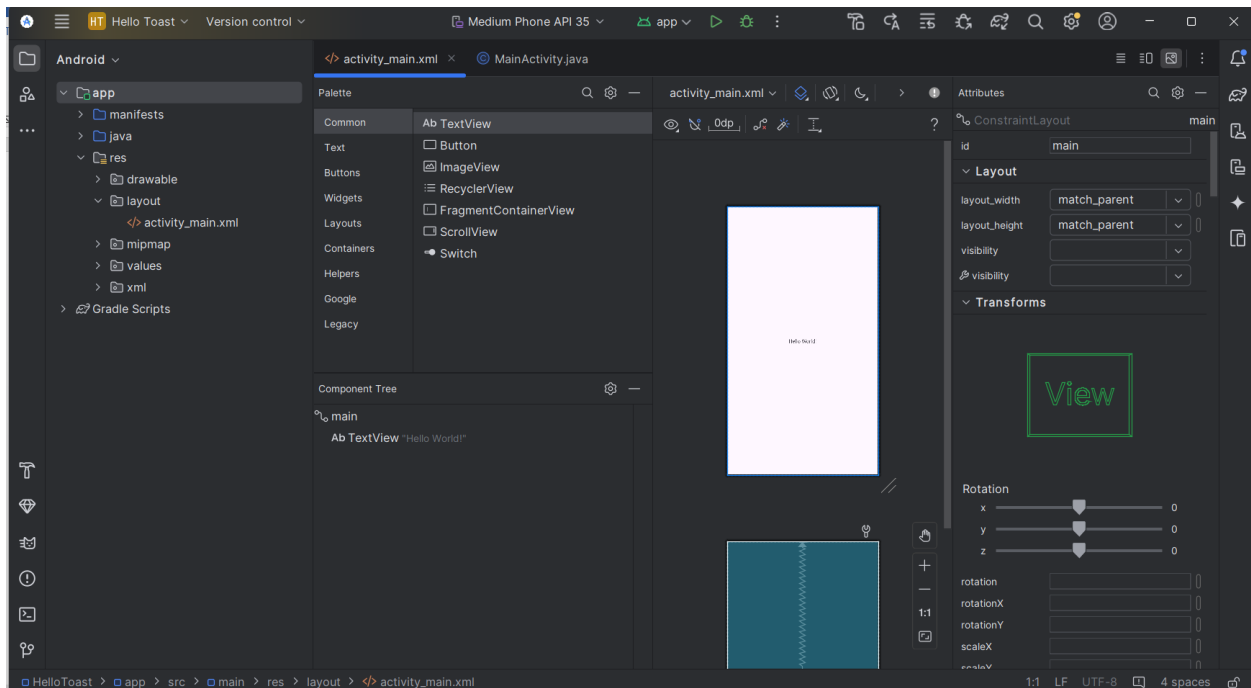 HT Hello Toast Version control Medium Phone API 35 app
Android
app
manifests
java
res
drawable
layout
activity_main.xml
mipmap
values
xml
Gradle Scripts
activity_main.xml MainActivity.java
Palette
Common
Text
Buttons
Widgets
Layouts
Containers
Helpers
Google
Legacy
Ab TextView
Button
ImageView
RecyclerView
FragmentContainerView
ScrollView
Switch
Component Tree
main
Ab TextView "Hello World!"
activity_main.xml
0dp
?
Hello World!
1:1
Attributes
ConstraintLayout main
id main
Layout
layout_width match_parent
layout_height match_parent
visibility
visibility
Transforms
View
Rotation
x 0
y 0
z 0
rotation
rotationX
rotationY
scaleX
scaleY
HelloToast > app > src > main > res > layout > activity_main.xml 1:1 LF UTF-8 4 spaces